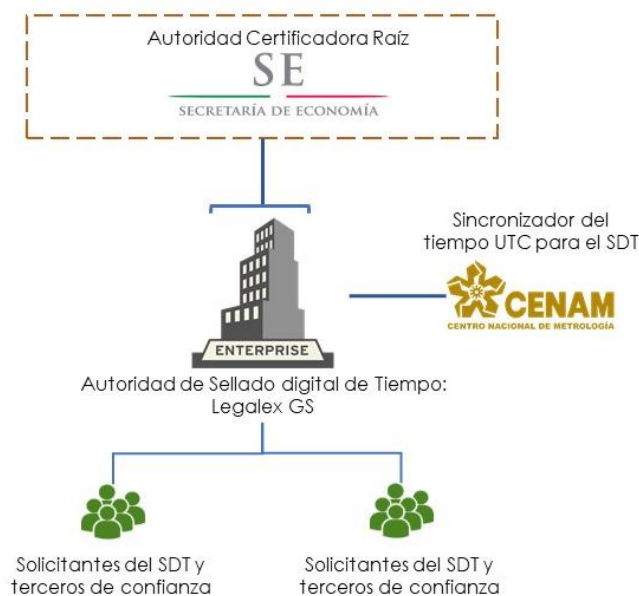 Autoridad Certificadora Raíz
SE
SECRETARÍA DE ECONOMÍA
Sincronizador del
tiempo UTC para el SDT
CENAM
CENTRO NACIONAL DE METROLOGÍA
ENTERPRISE
Autoridad de Sellado digital de Tiempo:
Legalex GS
Solicitantes del SDT y
terceros de confianza
Solicitantes del SDT y
terceros de confianza